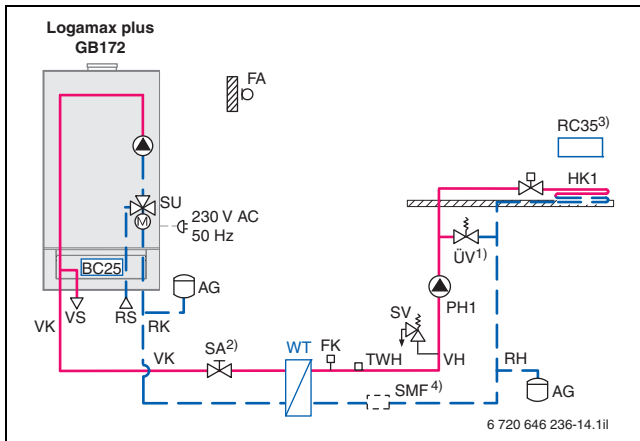 Logamax plus
GB172
FA
RC35³⁾
HK1
SU
M
230 V AC
50 Hz
ÜV¹⁾
BC25
AG
PH1
VS
RS
RK
SV
VK
VK
SA²⁾
WT
FK
TWH
VH
RH
SMF⁴⁾
AG
6 720 646 236-14.1il